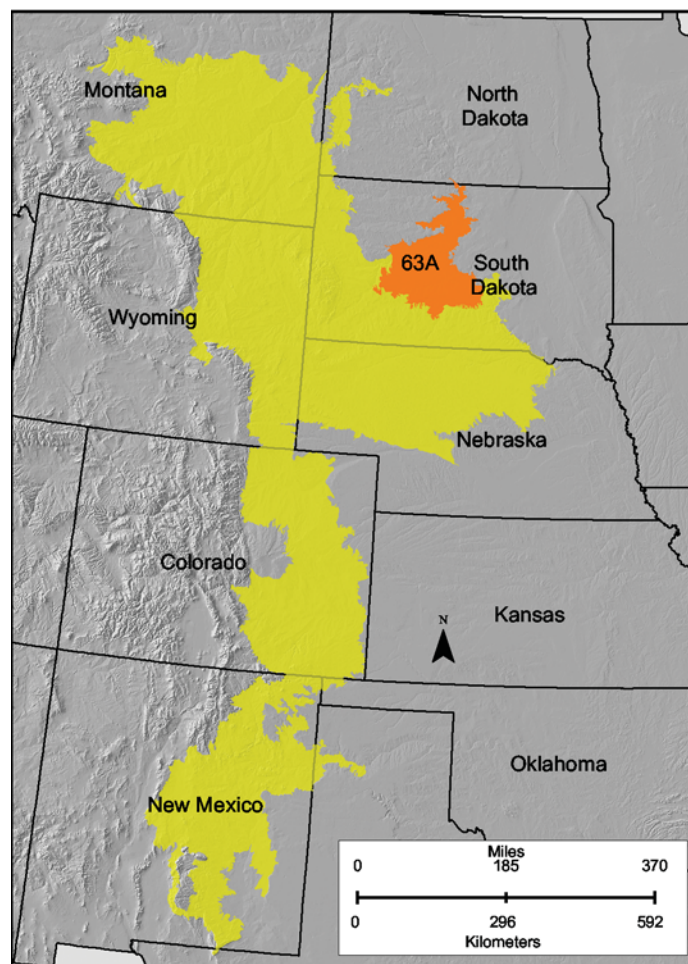 Montana
North
Dakota
63A
South
Dakota
Wyoming
Nebraska
Colorado
Kansas
N
Oklahoma
New Mexico
Miles
0 185 370
0 296 592
Kilometers